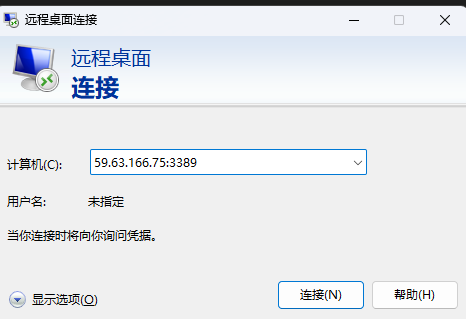 远程桌面连接
远程桌面
连接
计算机(C):
59.63.166.75:3389
用户名:
未指定
当你连接时将向你询问凭据。
显示选项(O)
连接(N)
帮助(H)